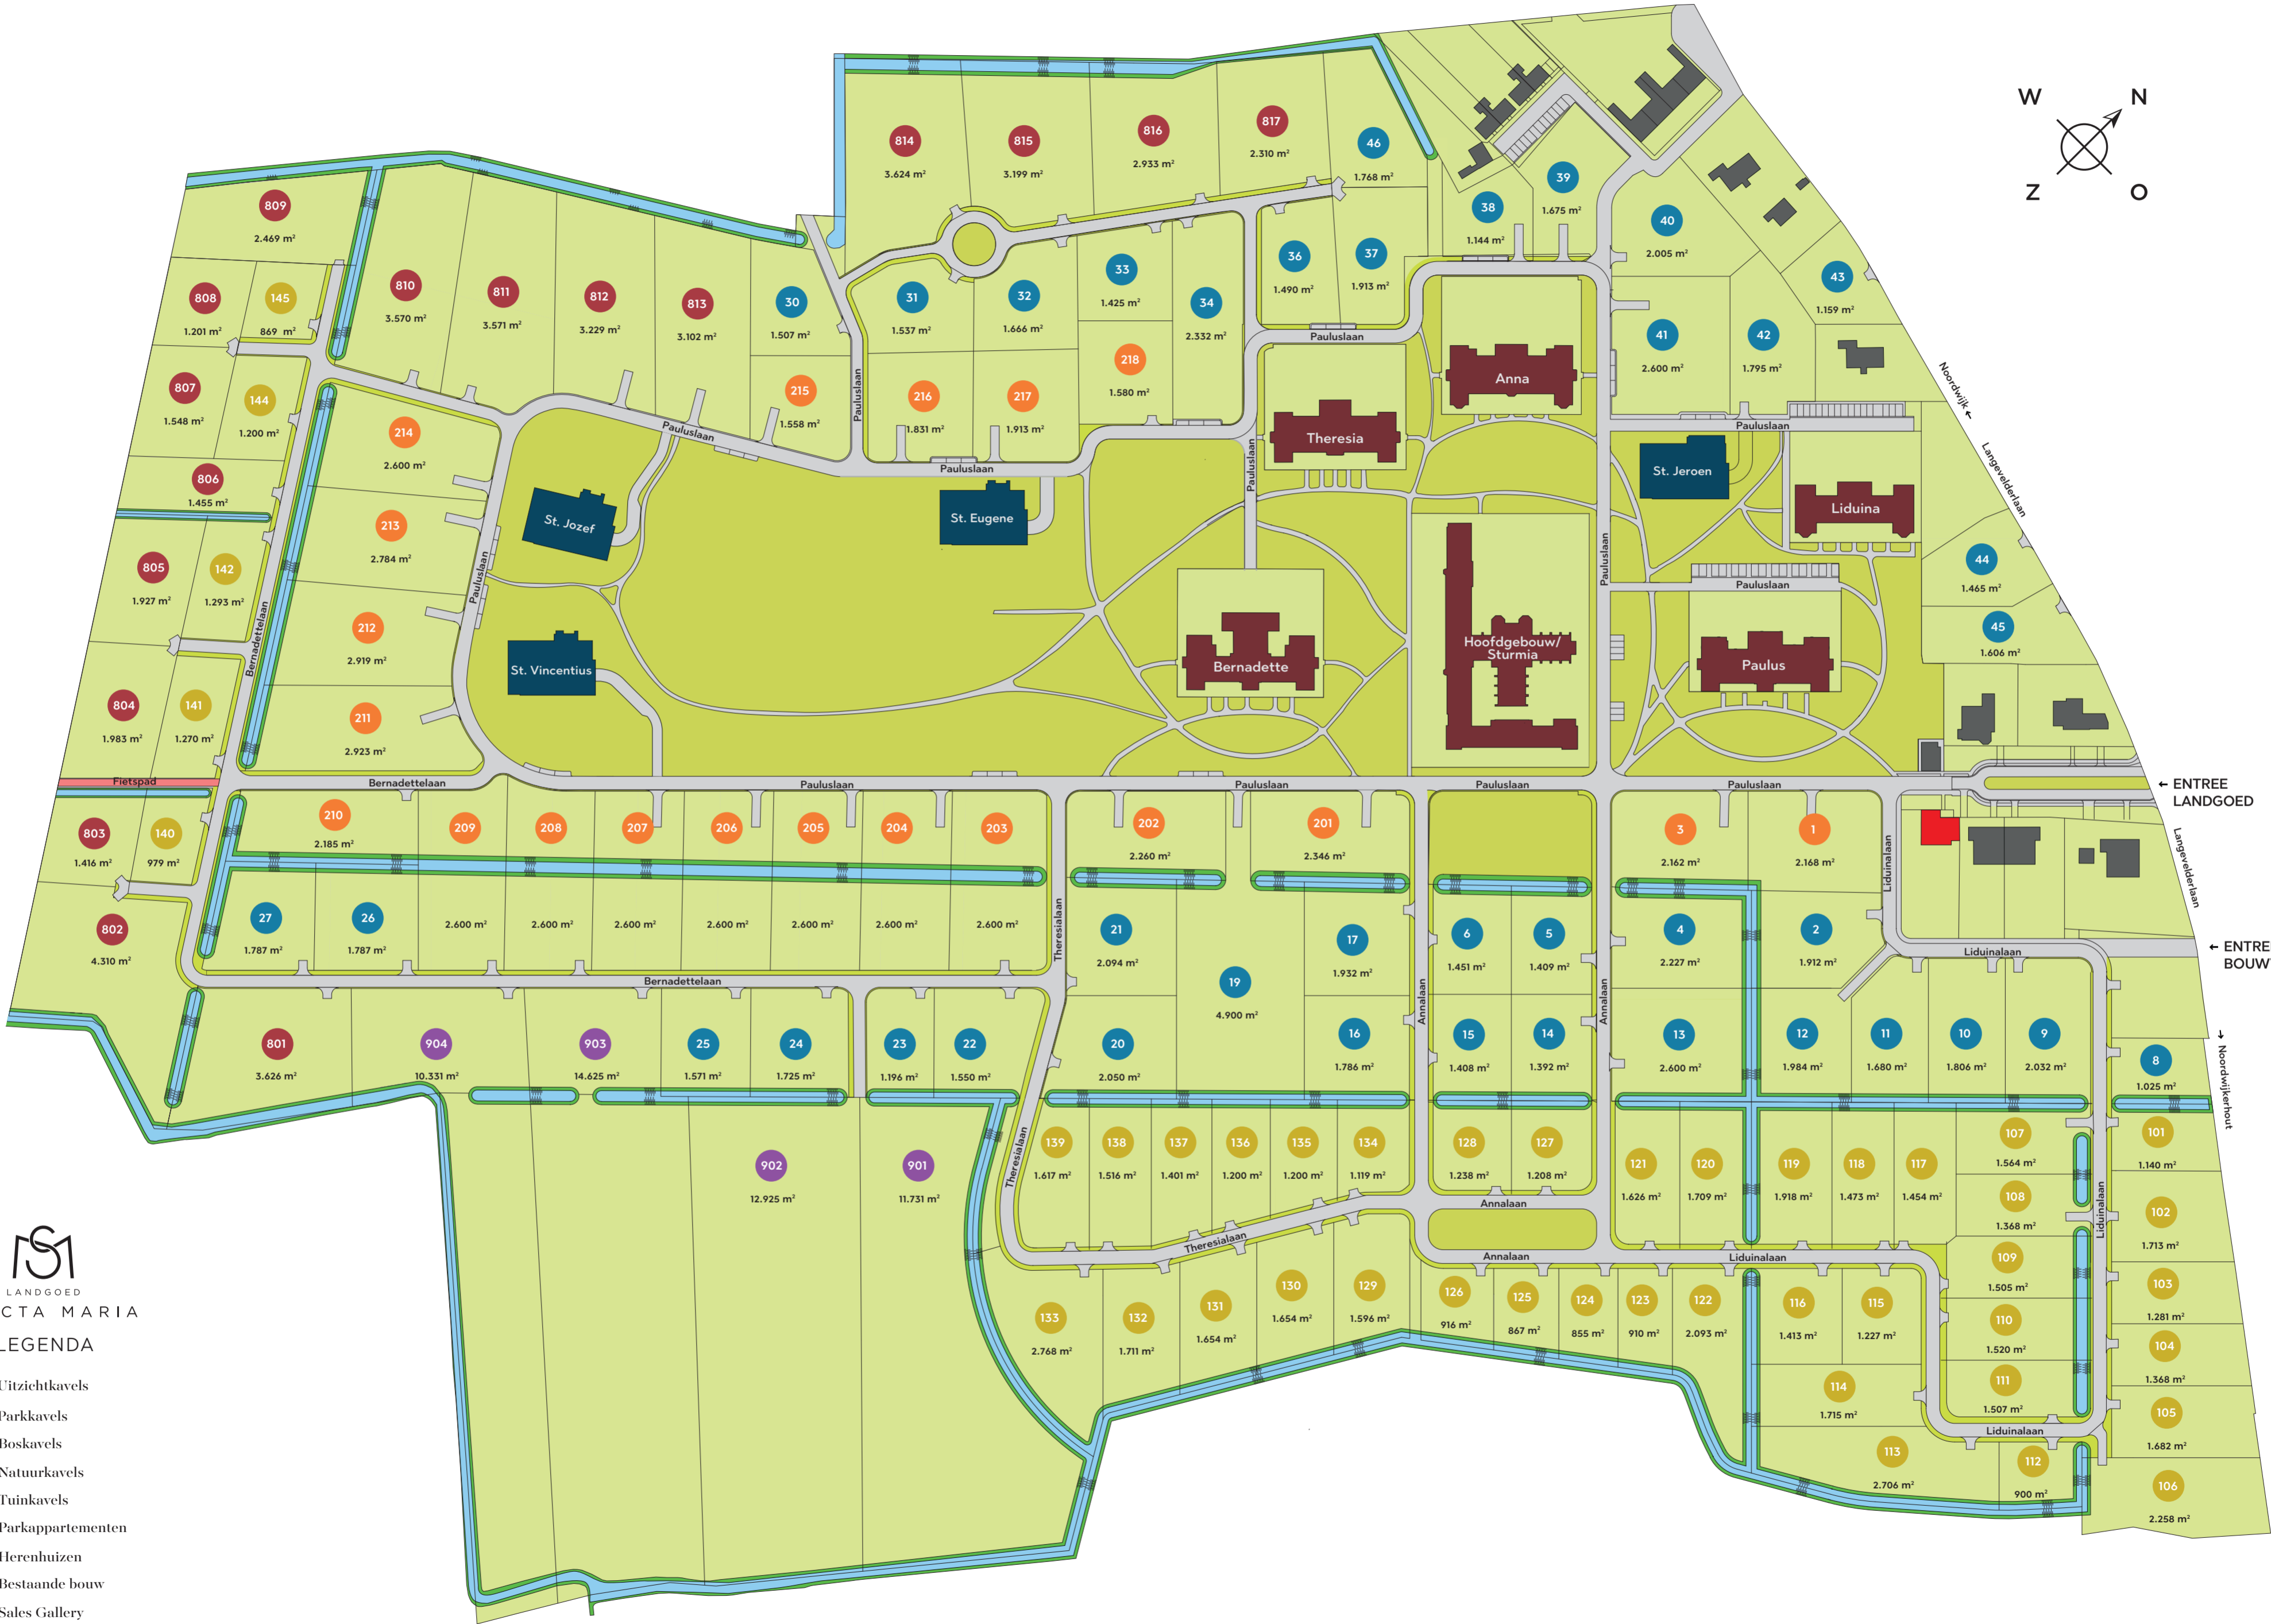 W
N
Z
O
814
3.624 m²
815
3.199 m²
816
2.933 m²
817
2.310 m²
46
1.768 m²
39
1.675 m²
38
1.144 m²
40
2.005 m²
809
2.469 m²
808
1.201 m²
145
869 m²
810
3.570 m²
811
3.571 m²
812
3.229 m²
813
3.102 m²
30
1.507 m²
31
1.537 m²
32
1.666 m²
33
1.425 m²
34
2.332 m²
36
1.490 m²
37
1.913 m²
43
1.159 m²
41
2.600 m²
42
1.795 m²
807
1.548 m²
144
1.200 m²
214
2.600 m²
215
1.558 m²
216
1.831 m²
217
1.913 m²
218
1.580 m²
Pauluslaan
Pauluslaan
Pauluslaan
Pauluslaan
Pauluslaan
Pauluslaan
Anna
Theresia
St. Jeroen
Liduina
Noordwijk ←
Langevelderlaan
806
1.455 m²
213
2.784 m²
St. Jozef
St. Eugene
805
1.927 m²
142
1.293 m²
Bernadettelaan
Pauluslaan
Pauluslaan
Pauluslaan
44
1.465 m²
45
1.606 m²
212
2.919 m²
St. Vincentius
Bernadette
Hoofdgebouw/
Sturmia
Paulus
804
1.983 m²
141
1.270 m²
211
2.923 m²
Fietspad
Bernadettelaan
Pauluslaan
Pauluslaan
Pauluslaan
Pauluslaan
← ENTREE
LANDGOED
803
1.416 m²
140
979 m²
210
2.185 m²
209
208
207
206
205
204
203
202
2.260 m²
201
2.346 m²
3
2.162 m²
1
2.168 m²
Liduinalaan
Langevelderlaan
802
4.310 m²
27
1.787 m²
26
1.787 m²
2.600 m²
2.600 m²
2.600 m²
2.600 m²
2.600 m²
2.600 m²
2.600 m²
Theresialaan
21
2.094 m²
19
4.900 m²
17
1.932 m²
6
1.451 m²
5
1.409 m²
4
2.227 m²
2
1.912 m²
Liduinalaan
← ENTRE
BOUW
Bernadettelaan
Annalaan
Annalaan
801
3.626 m²
904
10.331 m²
903
14.625 m²
25
1.571 m²
24
1.725 m²
23
1.196 m²
22
1.550 m²
20
2.050 m²
16
1.786 m²
15
1.408 m²
14
1.392 m²
13
2.600 m²
12
1.984 m²
11
1.680 m²
10
1.806 m²
9
2.032 m²
8
1.025 m²
← Noordwijkerhout
902
12.925 m²
901
11.731 m²
Theresialaan
139
1.617 m²
138
1.516 m²
137
1.401 m²
136
1.200 m²
135
1.200 m²
134
1.119 m²
128
1.238 m²
127
1.208 m²
121
1.626 m²
120
1.709 m²
119
1.918 m²
118
1.473 m²
117
1.454 m²
107
1.564 m²
108
1.368 m²
Liduinalaan
101
1.140 m²
102
1.713 m²
Annalaan
Theresialaan
Annalaan
Liduinalaan
133
2.768 m²
132
1.711 m²
131
1.654 m²
130
1.654 m²
129
1.596 m²
126
916 m²
125
867 m²
124
855 m²
123
910 m²
122
2.093 m²
116
1.413 m²
115
1.227 m²
109
1.505 m²
110
1.520 m²
111
1.507 m²
103
1.281 m²
104
1.368 m²
114
1.715 m²
Liduinalaan
105
1.682 m²
113
2.706 m²
112
900 m²
106
2.258 m²
SM
LANDGOED
CTA MARIA
LEGENDA
Uitzichtkavels
Parkkavels
Boskavels
Natuurkavels
Tuinkavels
Parkappartementen
Herenhuizen
Bestaande bouw
Sales Gallery